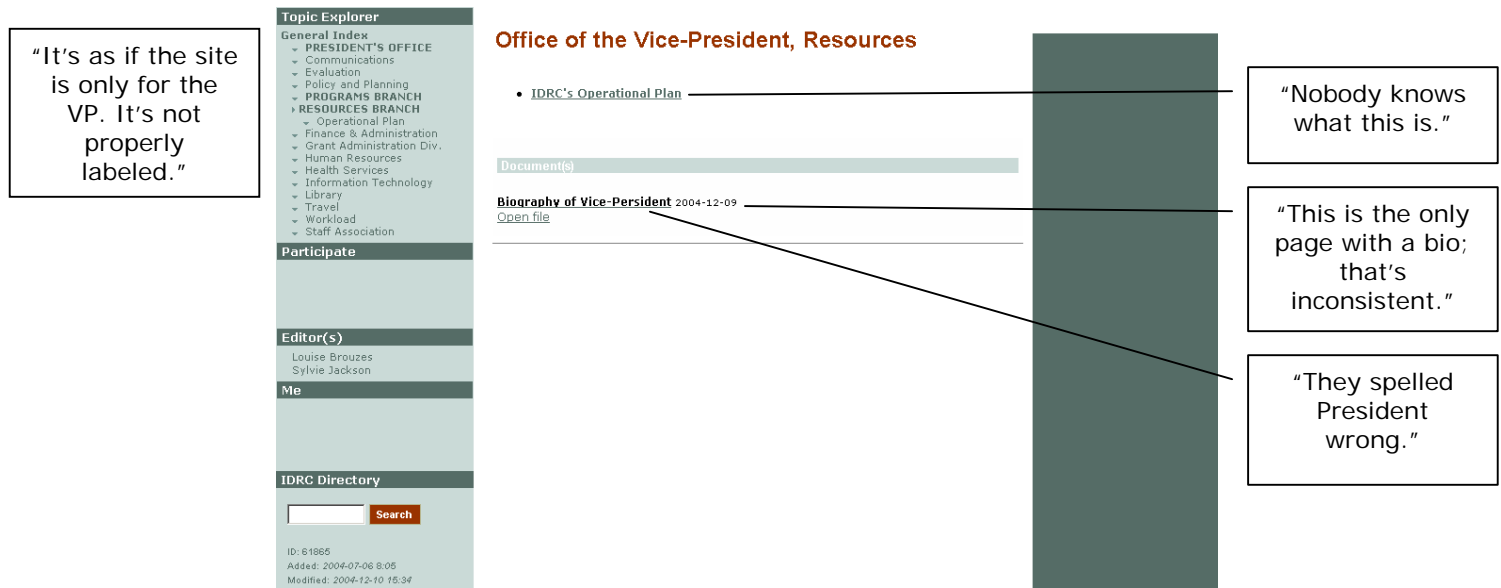 "It's as if the site
is only for the
VP. It's not
properly
labeled."
Topic Explorer
General Index
PRESIDENT'S OFFICE
Communications
Evaluation
Policy and Planning
PROGRAMS BRANCH
RESOURCES BRANCH
Operational Plan
Finance & Administration
Grant Administration Div.
Human Resources
Health Services
Information Technology
Library
Travel
Workload
Staff Association
Participate
Editor(s)
Louise Brouzes
Sylvie Jackson
Me
IDRC Directory
Search
ID: 61865
Added: 2004-07-06 8:05
Modified: 2004-12-10 15:34
Office of the Vice-President, Resources
• IDRC's Operational Plan
Document(s)
Biography of Vice-Persident 2004-12-09
Open file
"Nobody knows
what this is."
"This is the only
page with a bio;
that's
inconsistent."
"They spelled
President
wrong."